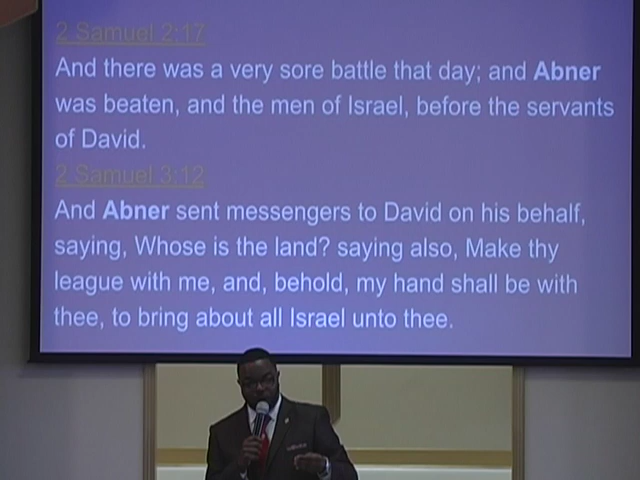 2 Samuel 2:17
And there was a very sore battle that day; and Abner
was beaten, and the men of Israel, before the servants
of David.
2 Samuel 3:12
And Abner sent messengers to David on his behalf,
saying, Whose is the land? saying also, Make thy
league with me, and, behold, my hand shall be with
thee, to bring about all Israel unto thee.